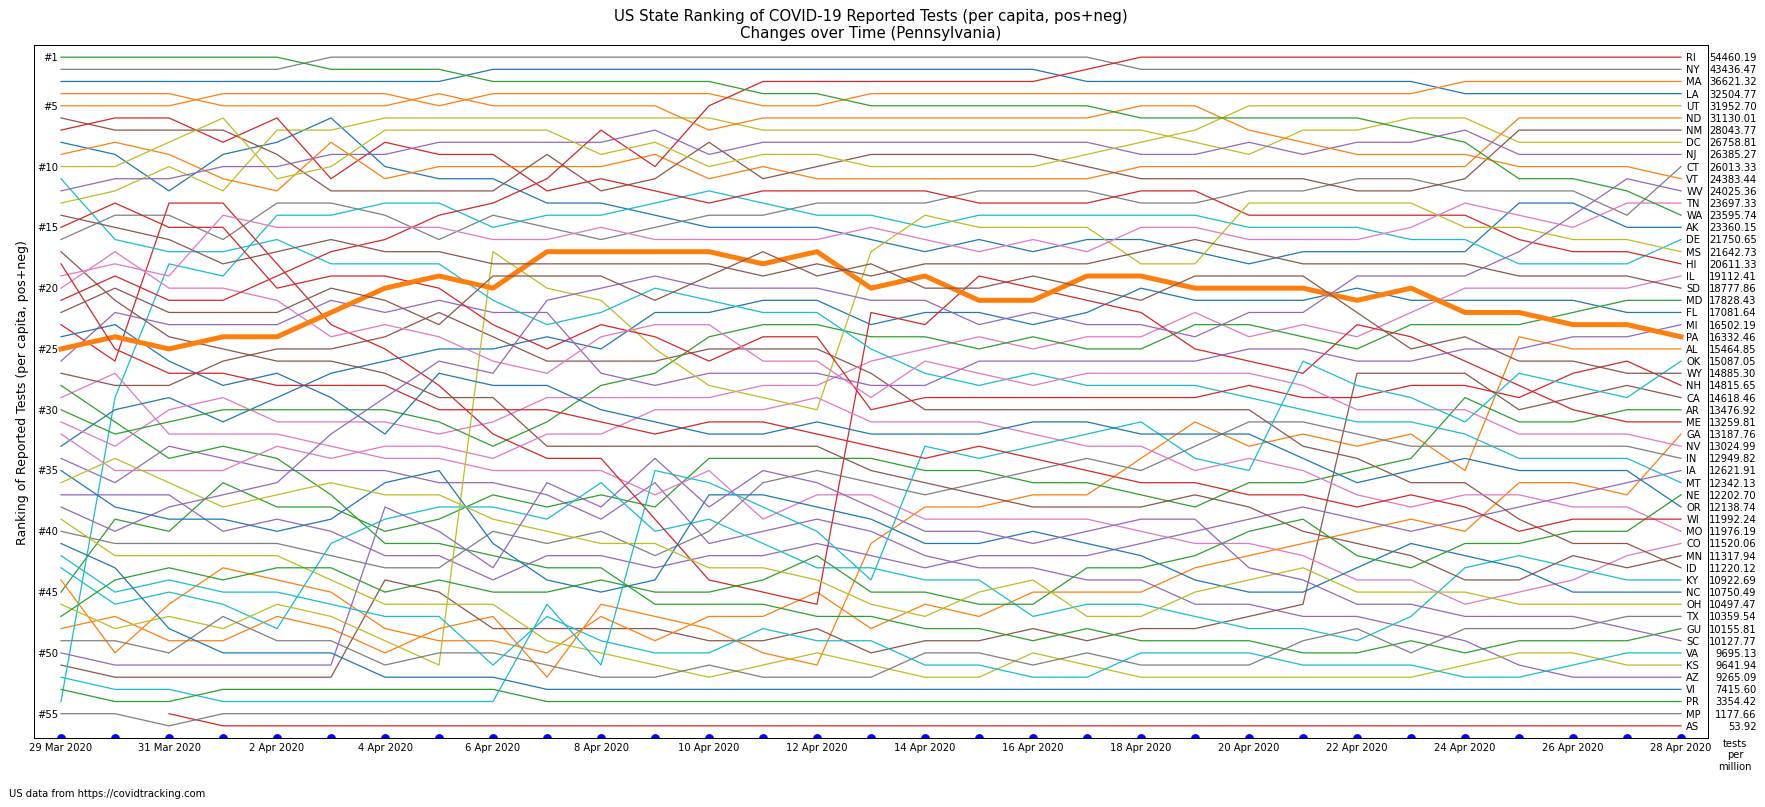 US State Ranking of COVID-19 Reported Tests (per capita, pos+neg)
Changes over Time (Pennsylvania)
Ranking of Reported Tests (per capita, pos+neg)
#1
#5
#10
#15
#20
#25
#30
#35
#40
#45
#50
#55
RI 54460.19
NY 43436.47
MA 36621.32
LA 32504.77
UT 31952.70
ND 31130.01
NM 28043.77
DC 26758.81
NJ 26385.27
CT 26013.33
VT 24383.44
WV 24025.36
TN 23697.33
WA 23595.74
AK 23360.15
DE 21750.65
MS 21642.73
HI 20611.33
IL 19112.41
SD 18777.86
MD 17828.43
FL 17081.64
MI 16502.19
PA 16332.46
AL 15464.85
OK 15087.05
WY 14885.30
NH 14815.65
CA 14618.46
AR 13476.92
ME 13259.81
GA 13187.76
NV 13024.99
IN 12949.82
IA 12621.91
MT 12342.13
NE 12202.70
OR 12138.74
WI 11992.24
MO 11976.19
CO 11520.06
MN 11317.94
ID 11220.12
KY 10922.69
NC 10750.49
OH 10497.47
TX 10359.54
GU 10155.81
SC 10127.77
VA 9695.13
KS 9641.94
AZ 9265.09
VI 7415.60
PR 3354.42
MP 1177.66
AS 53.92
29 Mar 2020 31 Mar 2020 2 Apr 2020 4 Apr 2020 6 Apr 2020 8 Apr 2020 10 Apr 2020 12 Apr 2020 14 Apr 2020 16 Apr 2020 18 Apr 2020 20 Apr 2020 22 Apr 2020 24 Apr 2020 26 Apr 2020 28 Apr 2020
tests
per
million
US data from https://covidtracking.com